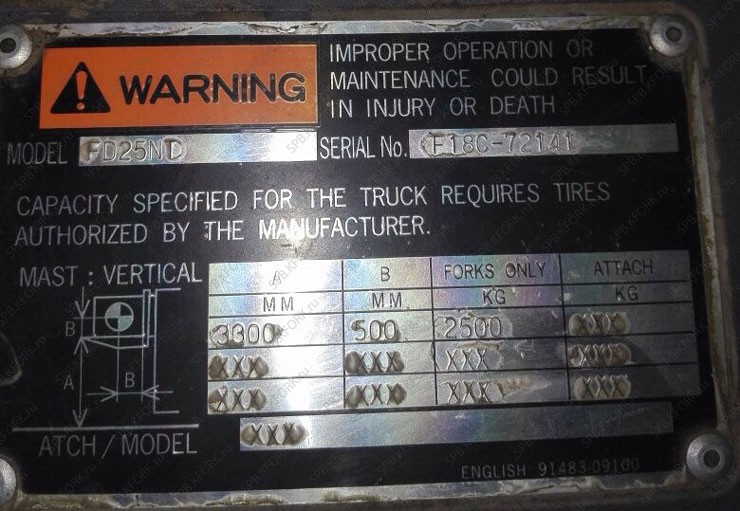 WARNING
IMPROPER OPERATION OR
MAINTENANCE COULD RESULT
IN INJURY OR DEATH
MODEL FD25NT SERIAL No. F18C-72141
CAPACITY SPECIFIED FOR THE TRUCK REQUIRES TIRES
AUTHORIZED BY THE MANUFACTURER.
MAST : VERTICAL
A B FORKS ONLY ATTACH
MM MM KG KG
3300 500 2500 XXX
XXX XXX XXX XXX
XXX XXX XXX XXX
B
A
B
ATCH / MODEL XXX
ENGLISH 91483-09100